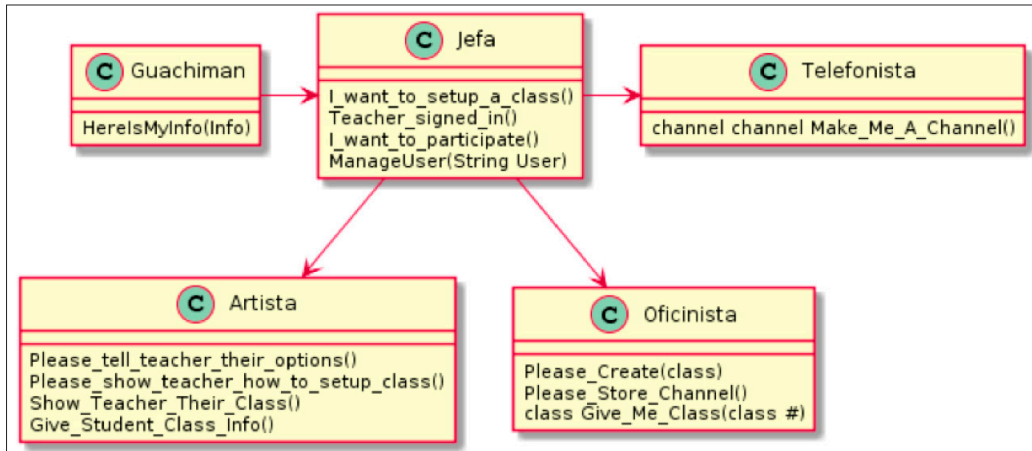 C Guachiman
HereIsMyInfo(Info)
C Jefa
I_want_to_setup_a_class()
Teacher_signed_in()
I_want_to_participate()
ManageUser(String User)
C Telefonista
channel channel Make_Me_A_Channel()
C Artista
Please_tell_teacher_their_options()
Please_show_teacher_how_to_setup_class()
Show_Teacher_Their_Class()
Give_Student_Class_Info()
C Oficinista
Please_Create(class)
Please_Store_Channel()
class Give_Me_Class(class #)